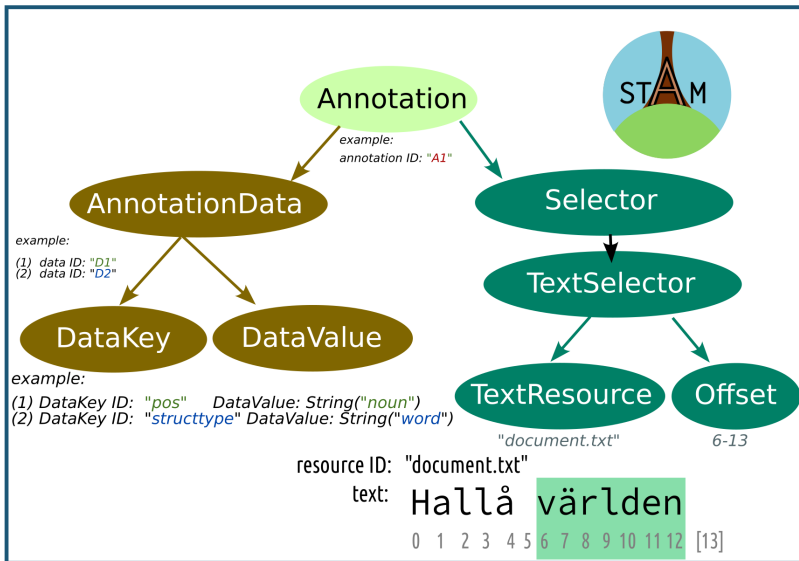 Annotation
STAM
example:
annotation ID: "A1"
AnnotationData
Selector
example:
(1) data ID: "D1"
(2) data ID: "D2"
TextSelector
DataKey
DataValue
example:
(1) DataKey ID: "pos" DataValue: String("noun")
(2) DataKey ID: "structtype" DataValue: String("word")
TextResource
Offset
"document.txt"
6-13
resource ID: "document.txt"
text: Hallå världen
0 1 2 3 4 5 6 7 8 9 10 11 12 [13]